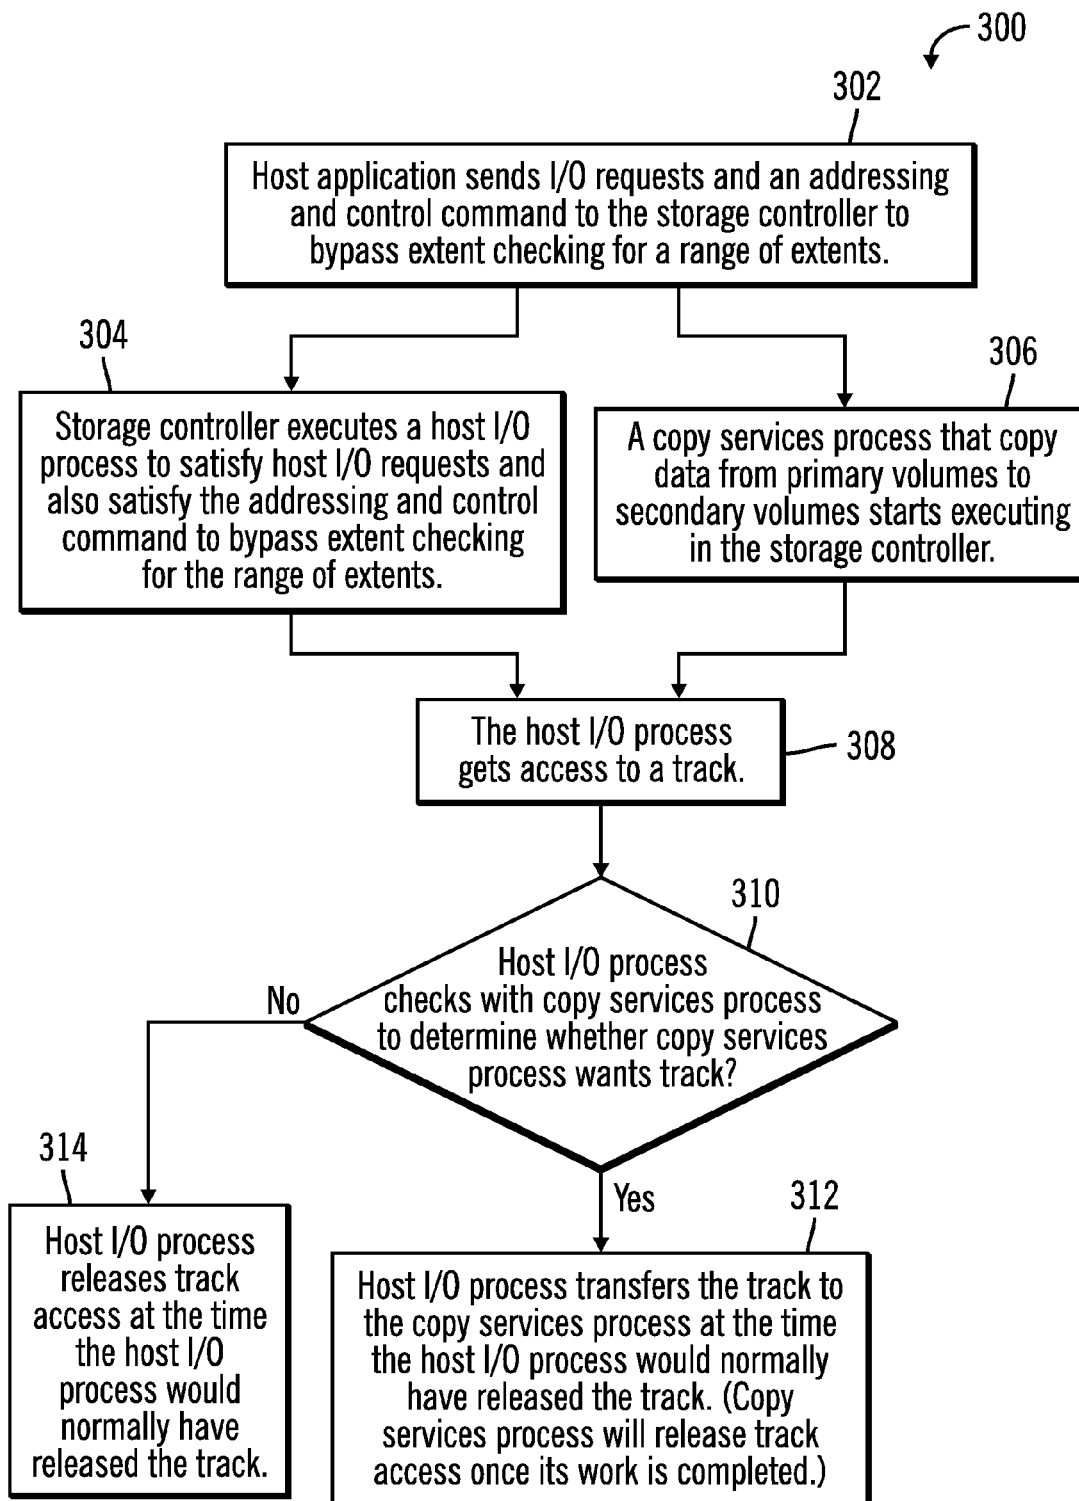 300
302
Host application sends I/O requests and an addressing
and control command to the storage controller to
bypass extent checking for a range of extents.
304
Storage controller executes a host I/O
process to satisfy host I/O requests and
also satisfy the addressing and control
command to bypass extent checking
for the range of extents.
306
A copy services process that copy
data from primary volumes to
secondary volumes starts executing
in the storage controller.
The host I/O process
gets access to a track.
308
310
Host I/O process
checks with copy services process
to determine whether copy services
process wants track?
No
Yes
314
Host I/O process
releases track
access at the time
the host I/O
process would
normally have
released the track.
312
Host I/O process transfers the track to
the copy services process at the time
the host I/O process would normally
have released the track. (Copy
services process will release track
access once its work is completed.)